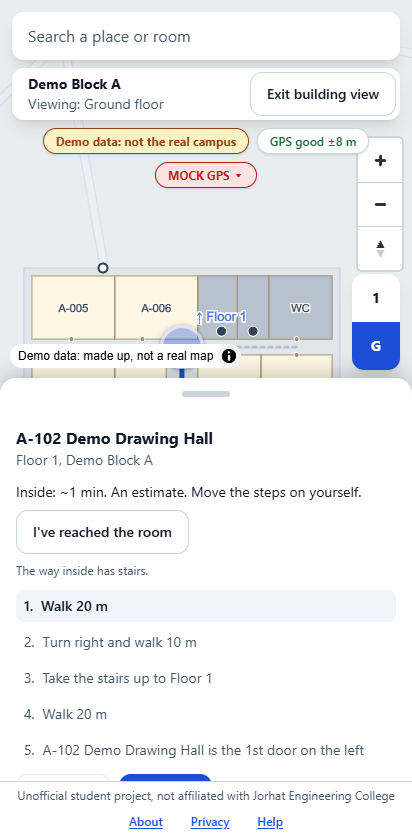 Search a place or room
Demo Block A
Viewing: Ground floor
Exit building view
Demo data: not the real campus
GPS good ±8 m
MOCK GPS
+
−
A-005
A-006
↑ Floor 1
WC
1
G
Demo data: made up, not a real map
A-102 Demo Drawing Hall
Floor 1, Demo Block A
Inside: ~1 min. An estimate. Move the steps on yourself.
I've reached the room
The way inside has stairs.
1. Walk 20 m
2. Turn right and walk 10 m
3. Take the stairs up to Floor 1
4. Walk 20 m
5. A-102 Demo Drawing Hall is the 1st door on the left
Unofficial student project, not affiliated with Jorhat Engineering College
About Privacy Help